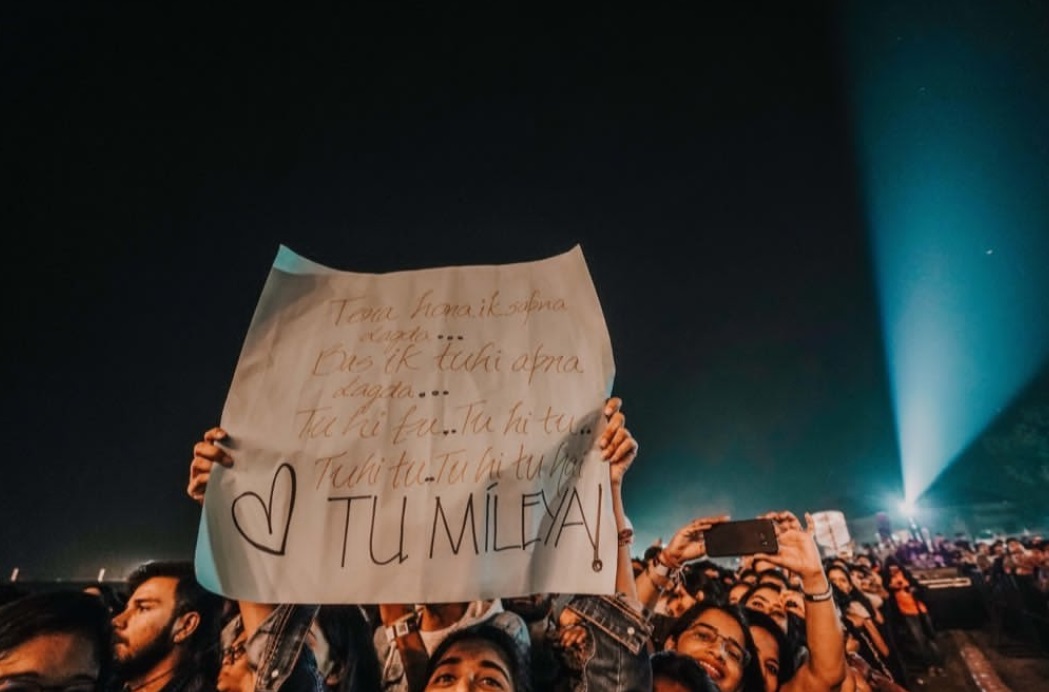 Tera hona ik sapna
Lagda...
Bas ik tuhi apna
Lagda...
Tu hi tu.. Tu hi tu..
Tuhi tu.. Tu hi tu hai
TU MÍLEYA!